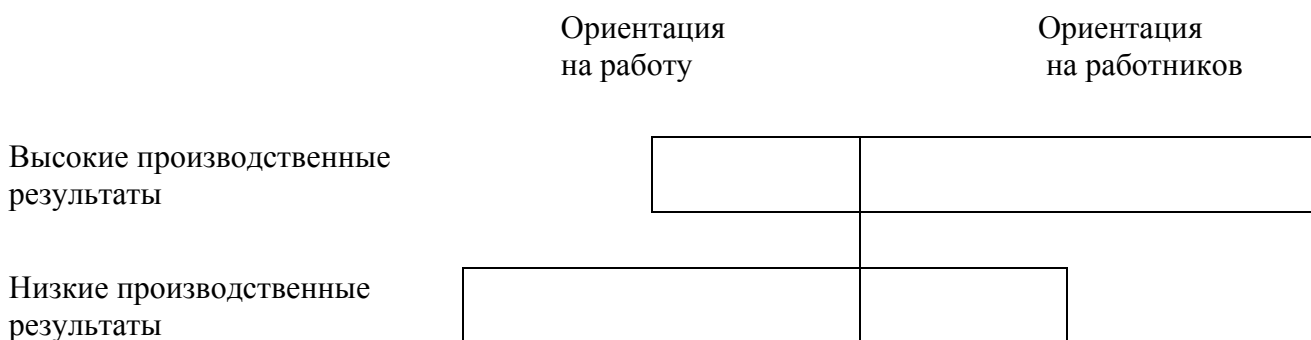 Ориентация
на работу
Ориентация
на работников
Высокие производственные
результаты
Низкие производственные
результаты